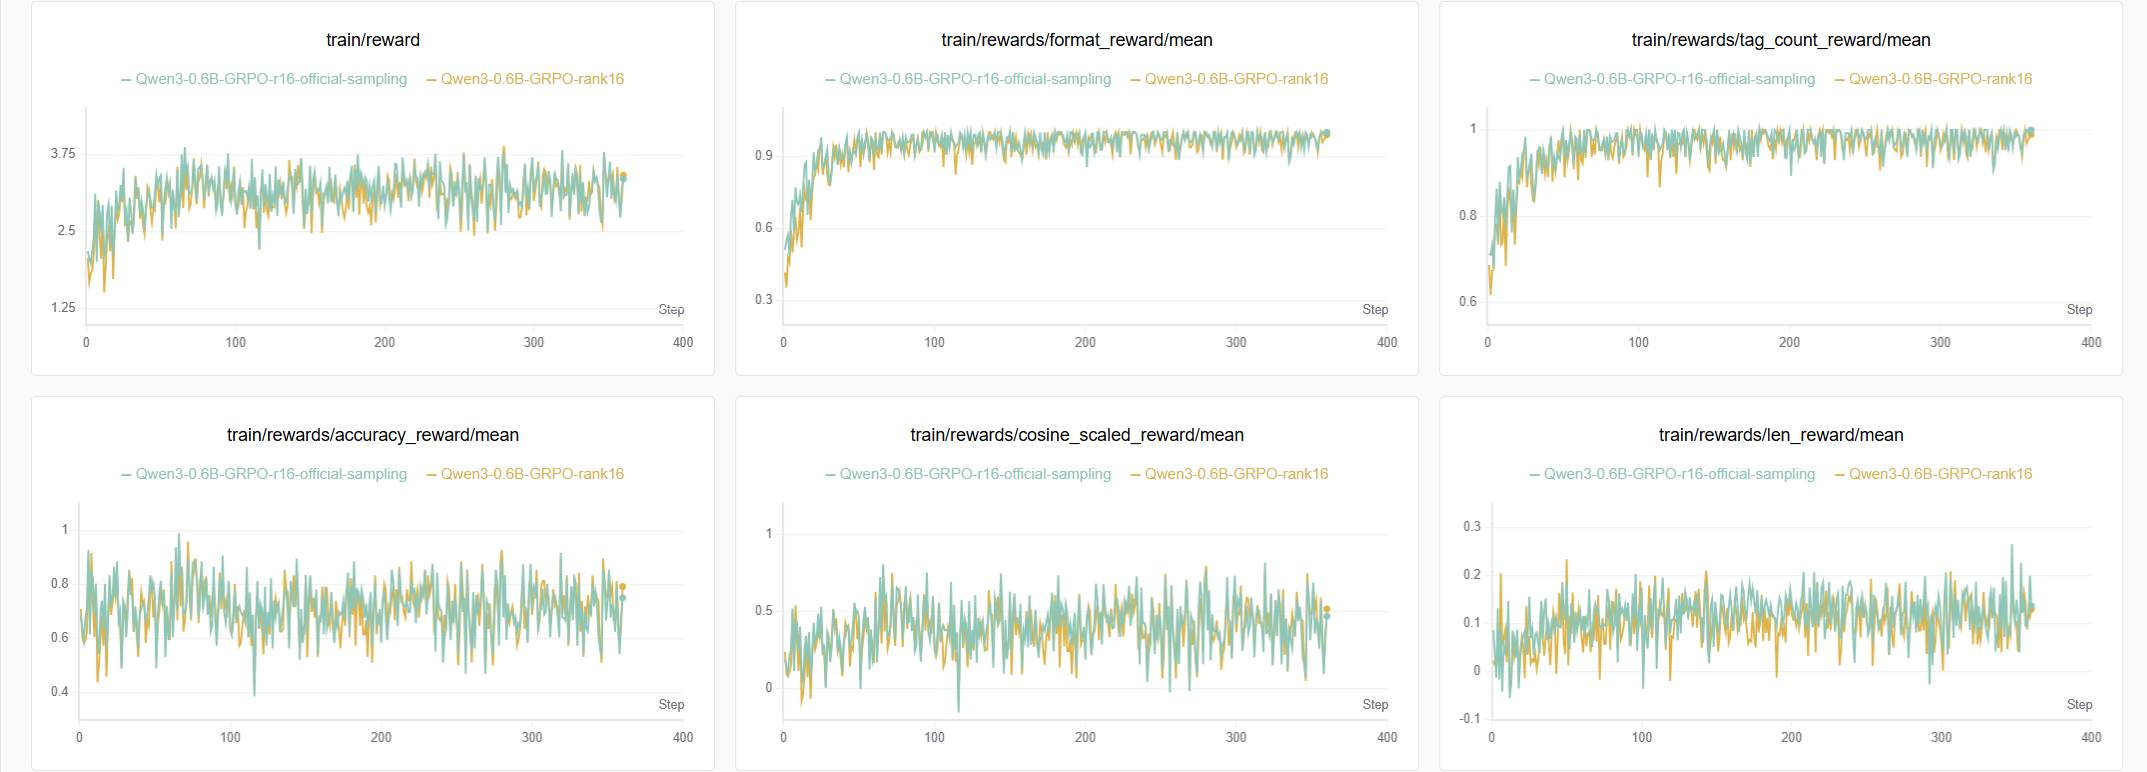 train/reward
Qwen3-0.6B-GRPO-r16-official-sampling Qwen3-0.6B-GRPO-rank16
3.75
2.5
1.25
Step
0 100 200 300 400
train/rewards/format_reward/mean
Qwen3-0.6B-GRPO-r16-official-sampling Qwen3-0.6B-GRPO-rank16
0.9
0.6
0.3
Step
0 100 200 300 400
train/rewards/tag_count_reward/mean
Qwen3-0.6B-GRPO-r16-official-sampling Qwen3-0.6B-GRPO-rank16
1
0.8
0.6
Step
0 100 200 300 400
train/rewards/accuracy_reward/mean
Qwen3-0.6B-GRPO-r16-official-sampling Qwen3-0.6B-GRPO-rank16
1
0.8
0.6
0.4
Step
0 100 200 300 400
train/rewards/cosine_scaled_reward/mean
Qwen3-0.6B-GRPO-r16-official-sampling Qwen3-0.6B-GRPO-rank16
1
0.5
0
Step
0 100 200 300 400
train/rewards/len_reward/mean
Qwen3-0.6B-GRPO-r16-official-sampling Qwen3-0.6B-GRPO-rank16
0.3
0.2
0.1
0
-0.1
Step
0 100 200 300 400